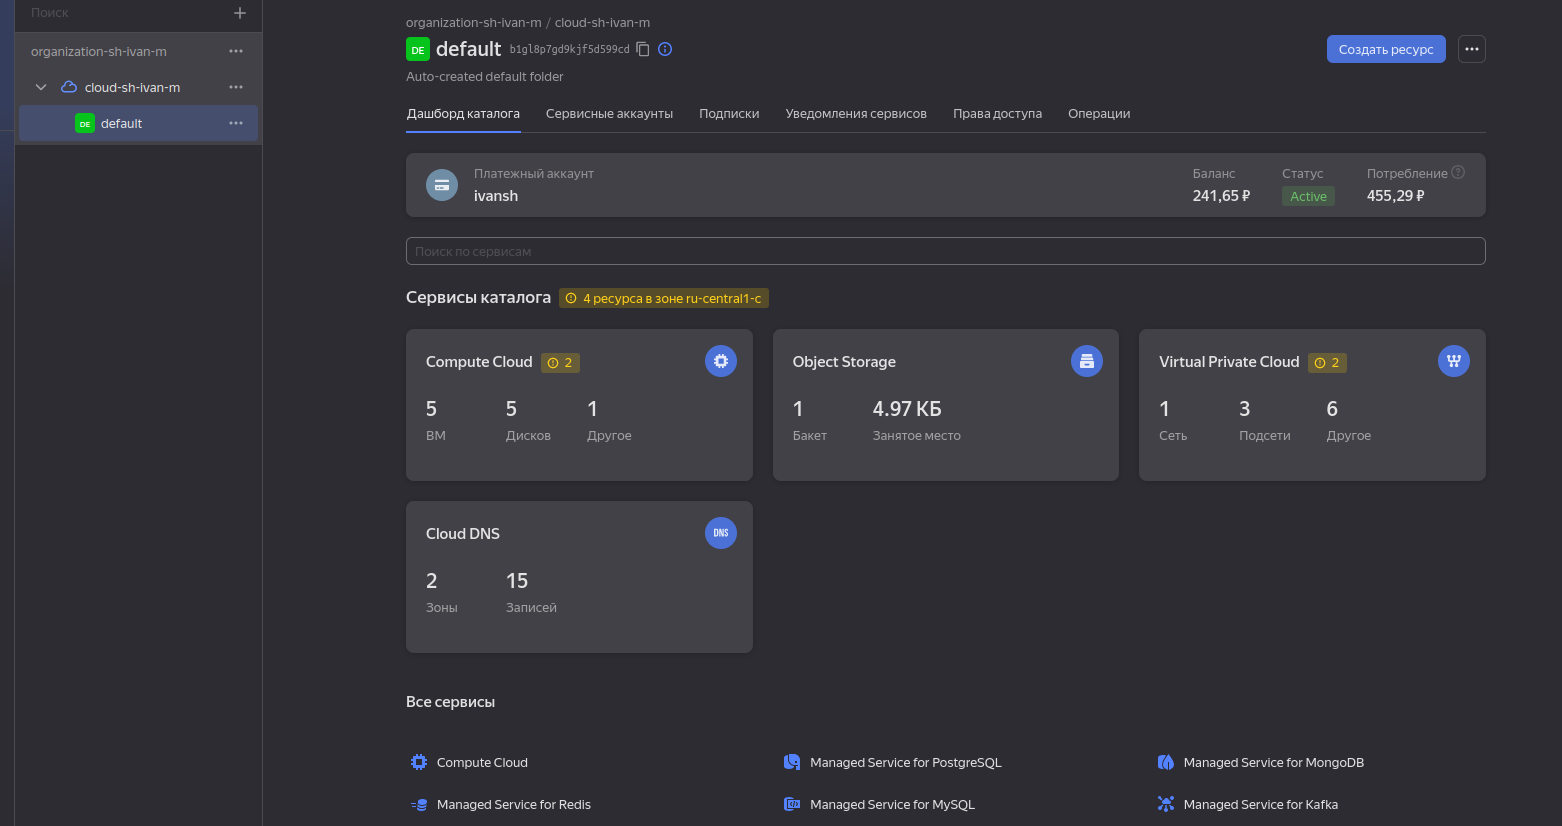 Поиск
organization-sh-ivan-m
cloud-sh-ivan-m
DE default
organization-sh-ivan-m / cloud-sh-ivan-m
DE default b1gl8p7gd9kjf5d599cd
Создать ресурс
Auto-created default folder
Дашборд каталога Сервисные аккаунты Подписки Уведомления сервисов Права доступа Операции
Платежный аккаунт Баланс Статус Потребление
ivansh 241,65 ₽ Active 455,29 ₽
Поиск по сервисам
Сервисы каталога 4 ресурса в зоне ru-central1-c
Compute Cloud 2
5 5 1
ВМ Дисков Другое
Object Storage
1 4.97 КБ
Бакет Занятое место
Virtual Private Cloud 2
1 3 6
Сеть Подсети Другое
Cloud DNS DNS
2 15
Зоны Записей
Все сервисы
Compute Cloud Managed Service for PostgreSQL Managed Service for MongoDB
Managed Service for Redis Managed Service for MySQL Managed Service for Kafka